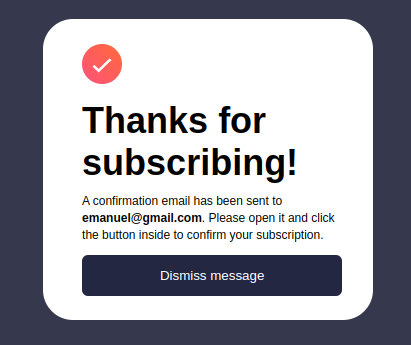 Thanks for
subscribing!
A confirmation email has been sent to
emanuel@gmail.com. Please open it and click
the button inside to confirm your subscription.
Dismiss message